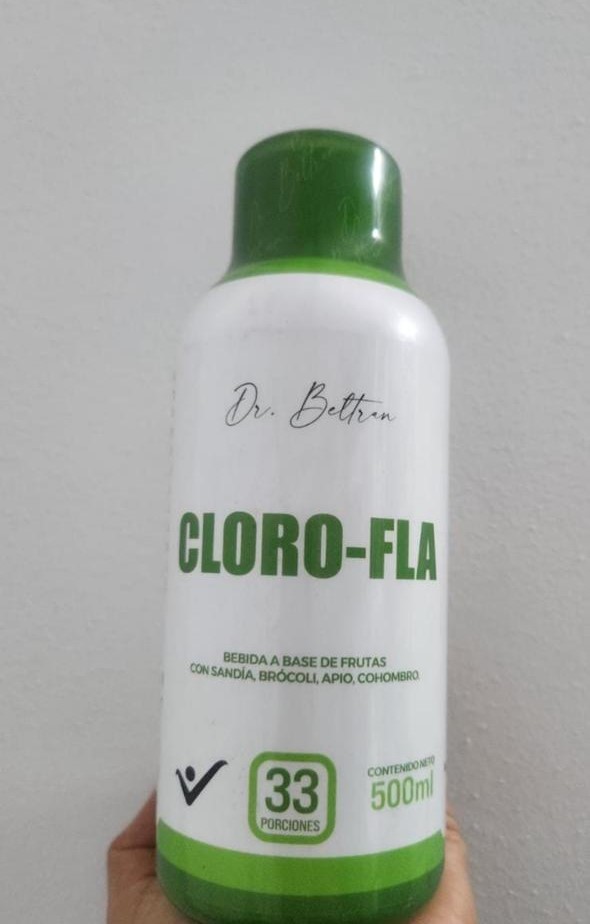 Dr. Beltran
CLORO-FLA
BEBIDA A BASE DE FRUTAS
CON SANDÍA, BRÓCOLI, APIO, COHOMBRO.
33
PORCIONES
CONTENIDO NETO
500ml